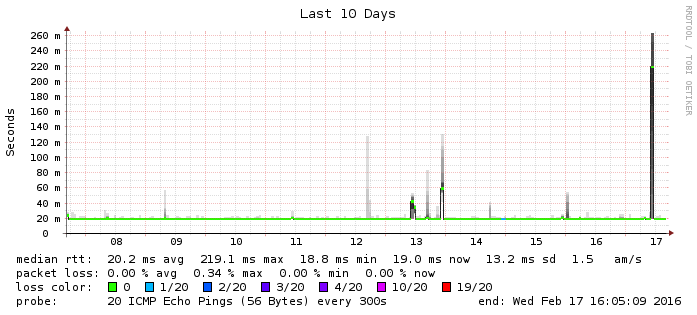 Last 10 Days
RRDTOOL / TOBI OETIKER
Seconds
260 m
240 m
220 m
200 m
180 m
160 m
140 m
120 m
100 m
80 m
60 m
40 m
20 m
0
08 09 10 11 12 13 14 15 16 17
median rtt: 20.2 ms avg 219.1 ms max 18.8 ms min 19.0 ms now 13.2 ms sd 1.5 am/s
packet loss: 0.00 % avg 0.34 % max 0.00 % min 0.00 % now
loss color: 0 1/20 2/20 3/20 4/20 10/20 19/20
probe: 20 ICMP Echo Pings (56 Bytes) every 300s end: Wed Feb 17 16:05:09 2016